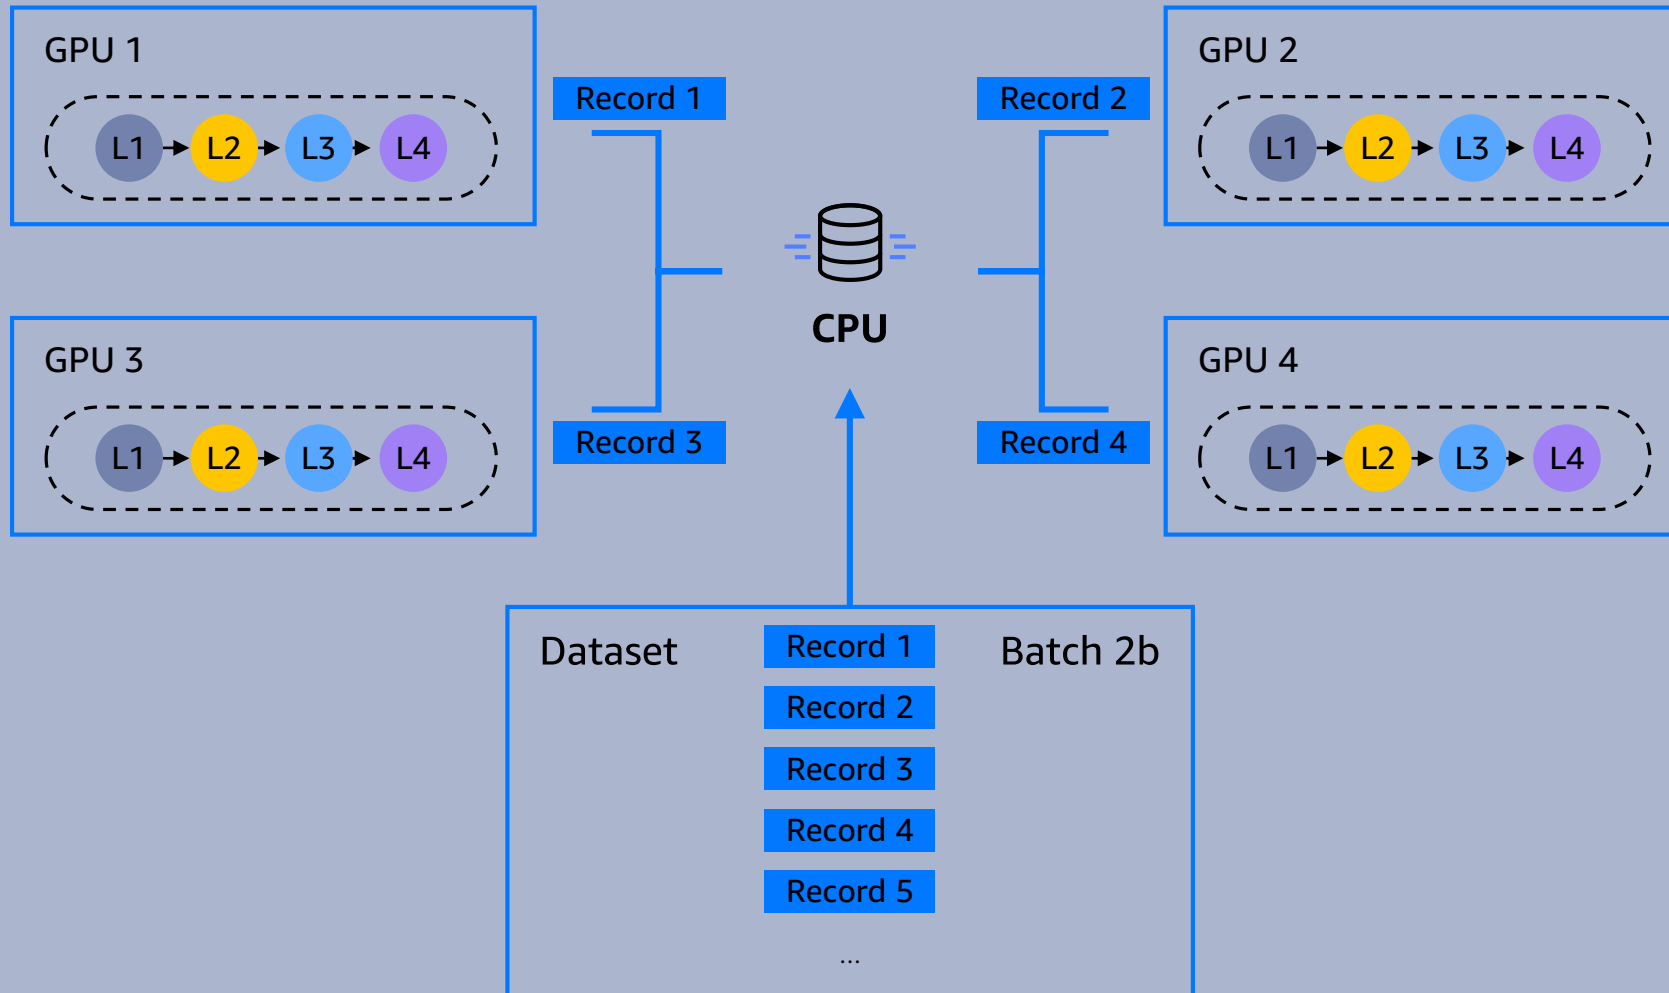 GPU 1
L1 L2 L3 L4
Record 1
Record 2
GPU 2
L1 L2 L3 L4
CPU
GPU 3
L1 L2 L3 L4
Record 3
Record 4
GPU 4
L1 L2 L3 L4
Dataset
Record 1
Record 2
Record 3
Record 4
Record 5
...
Batch 2b